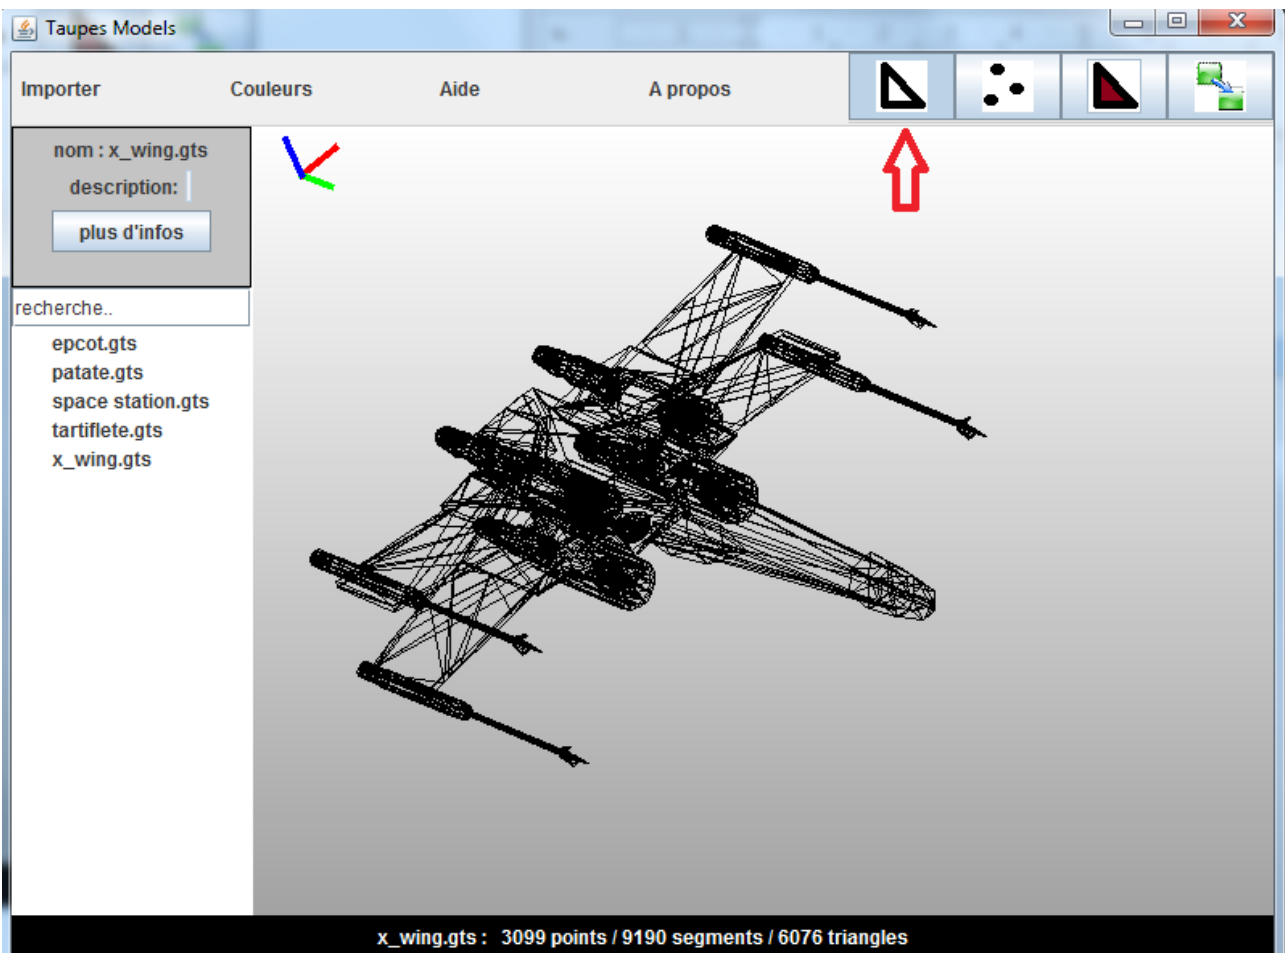 Taupes Models
Importer Couleurs Aide A propos
nom : x_wing.gts
description:
plus d'infos
recherche..
epcot.gts
patate.gts
space station.gts
tartiflete.gts
x_wing.gts
x_wing.gts : 3099 points / 9190 segments / 6076 triangles